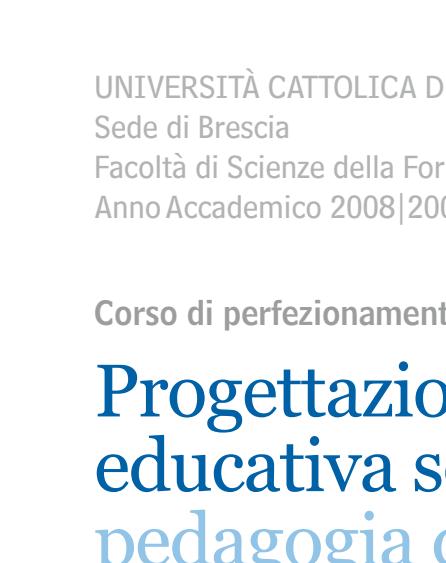 UNIVERSITÀ CATTOLICA D
Sede di Brescia
Facoltà di Scienze della For
Anno Accademico 2008|200
Corso di perfezionament
Progettazio
educativa s
pedagogia